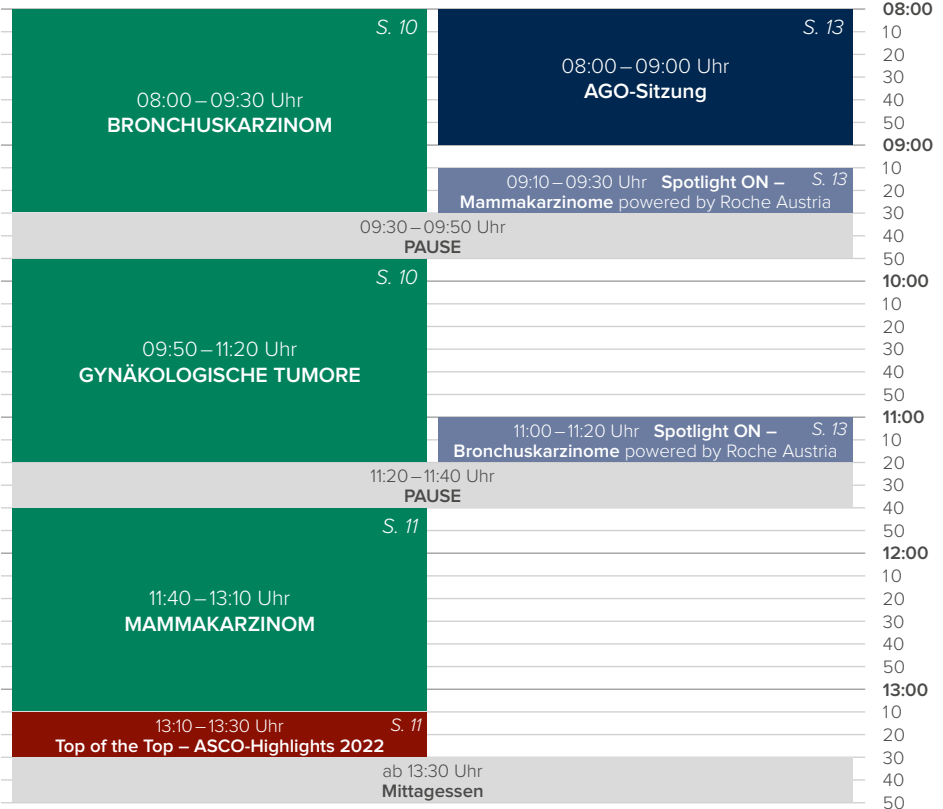 S. 10
08:00 – 09:30 Uhr
BRONCHUSKARZINOM
S. 13
08:00 – 09:00 Uhr
AGO-Sitzung
09:10 – 09:30 Uhr Spotlight ON – S. 13
Mammakarzinome powered by Roche Austria
09:30 – 09:50 Uhr
PAUSE
S. 10
09:50 – 11:20 Uhr
GYNÄKOLOGISCHE TUMORE
11:00 – 11:20 Uhr Spotlight ON – S. 13
Bronchuskarzinome powered by Roche Austria
11:20 – 11:40 Uhr
PAUSE
S. 11
11:40 – 13:10 Uhr
MAMMAKARZINOM
13:10 – 13:30 Uhr S. 11
Top of the Top – ASCO-Highlights 2022
ab 13:30 Uhr
Mittagessen
08:00
10
20
30
40
50
09:00
10
20
30
40
50
10:00
10
20
30
40
50
11:00
10
20
30
40
50
12:00
10
20
30
40
50
13:00
10
20
30
40
50